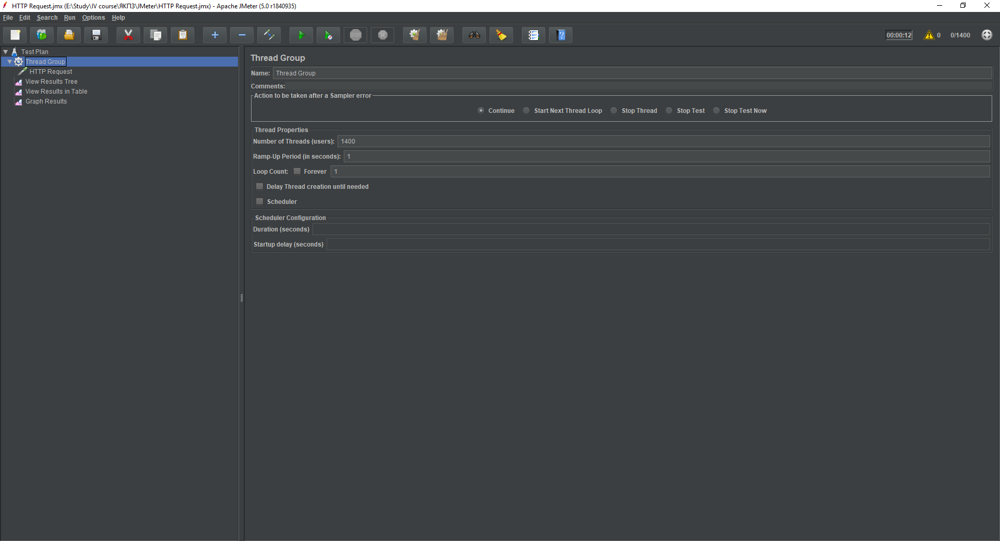 HTTP Request.jmx (E:\Study\IV course\ЯКПЗ\JMeter\HTTP Request.jmx) - Apache JMeter (5.0 r1840935)
File Edit Search Run Options Help
STOP
00:00:12 0 0/1400
Test Plan
Thread Group
HTTP Request
View Results Tree
View Results in Table
Graph Results
Thread Group
Name: Thread Group
Comments:
Action to be taken after a Sampler error
Continue Start Next Thread Loop Stop Thread Stop Test Stop Test Now
Thread Properties
Number of Threads (users): 1400
Ramp-Up Period (in seconds): 1
Loop Count: Forever 1
Delay Thread creation until needed
Scheduler
Scheduler Configuration
Duration (seconds)
Startup delay (seconds)